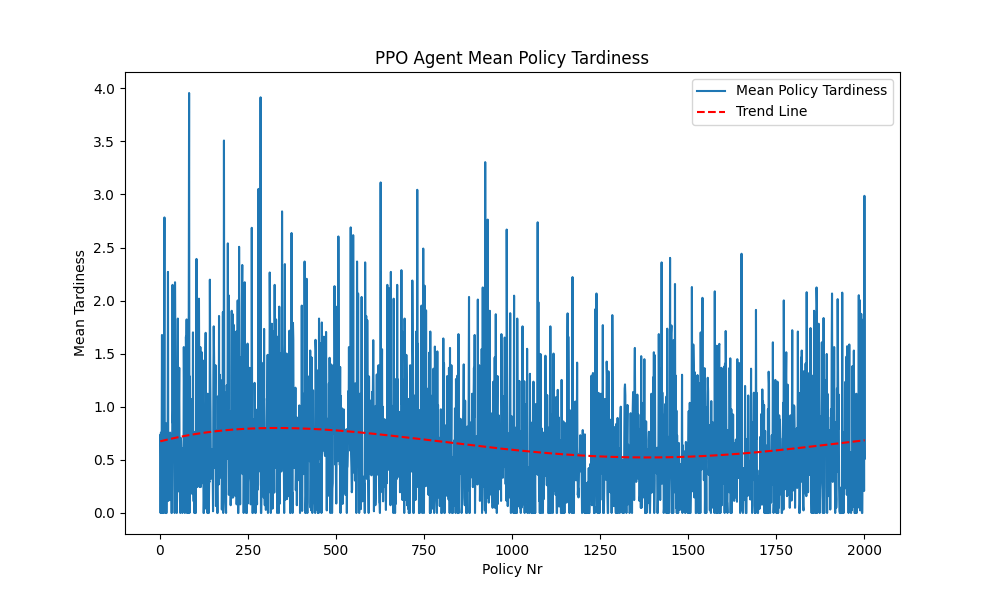 PPO Agent Mean Policy Tardiness
Mean Policy Tardiness
Trend Line
Mean Tardiness
4.0
3.5
3.0
2.5
2.0
1.5
1.0
0.5
0.0
0 250 500 750 1000 1250 1500 1750 2000
Policy Nr